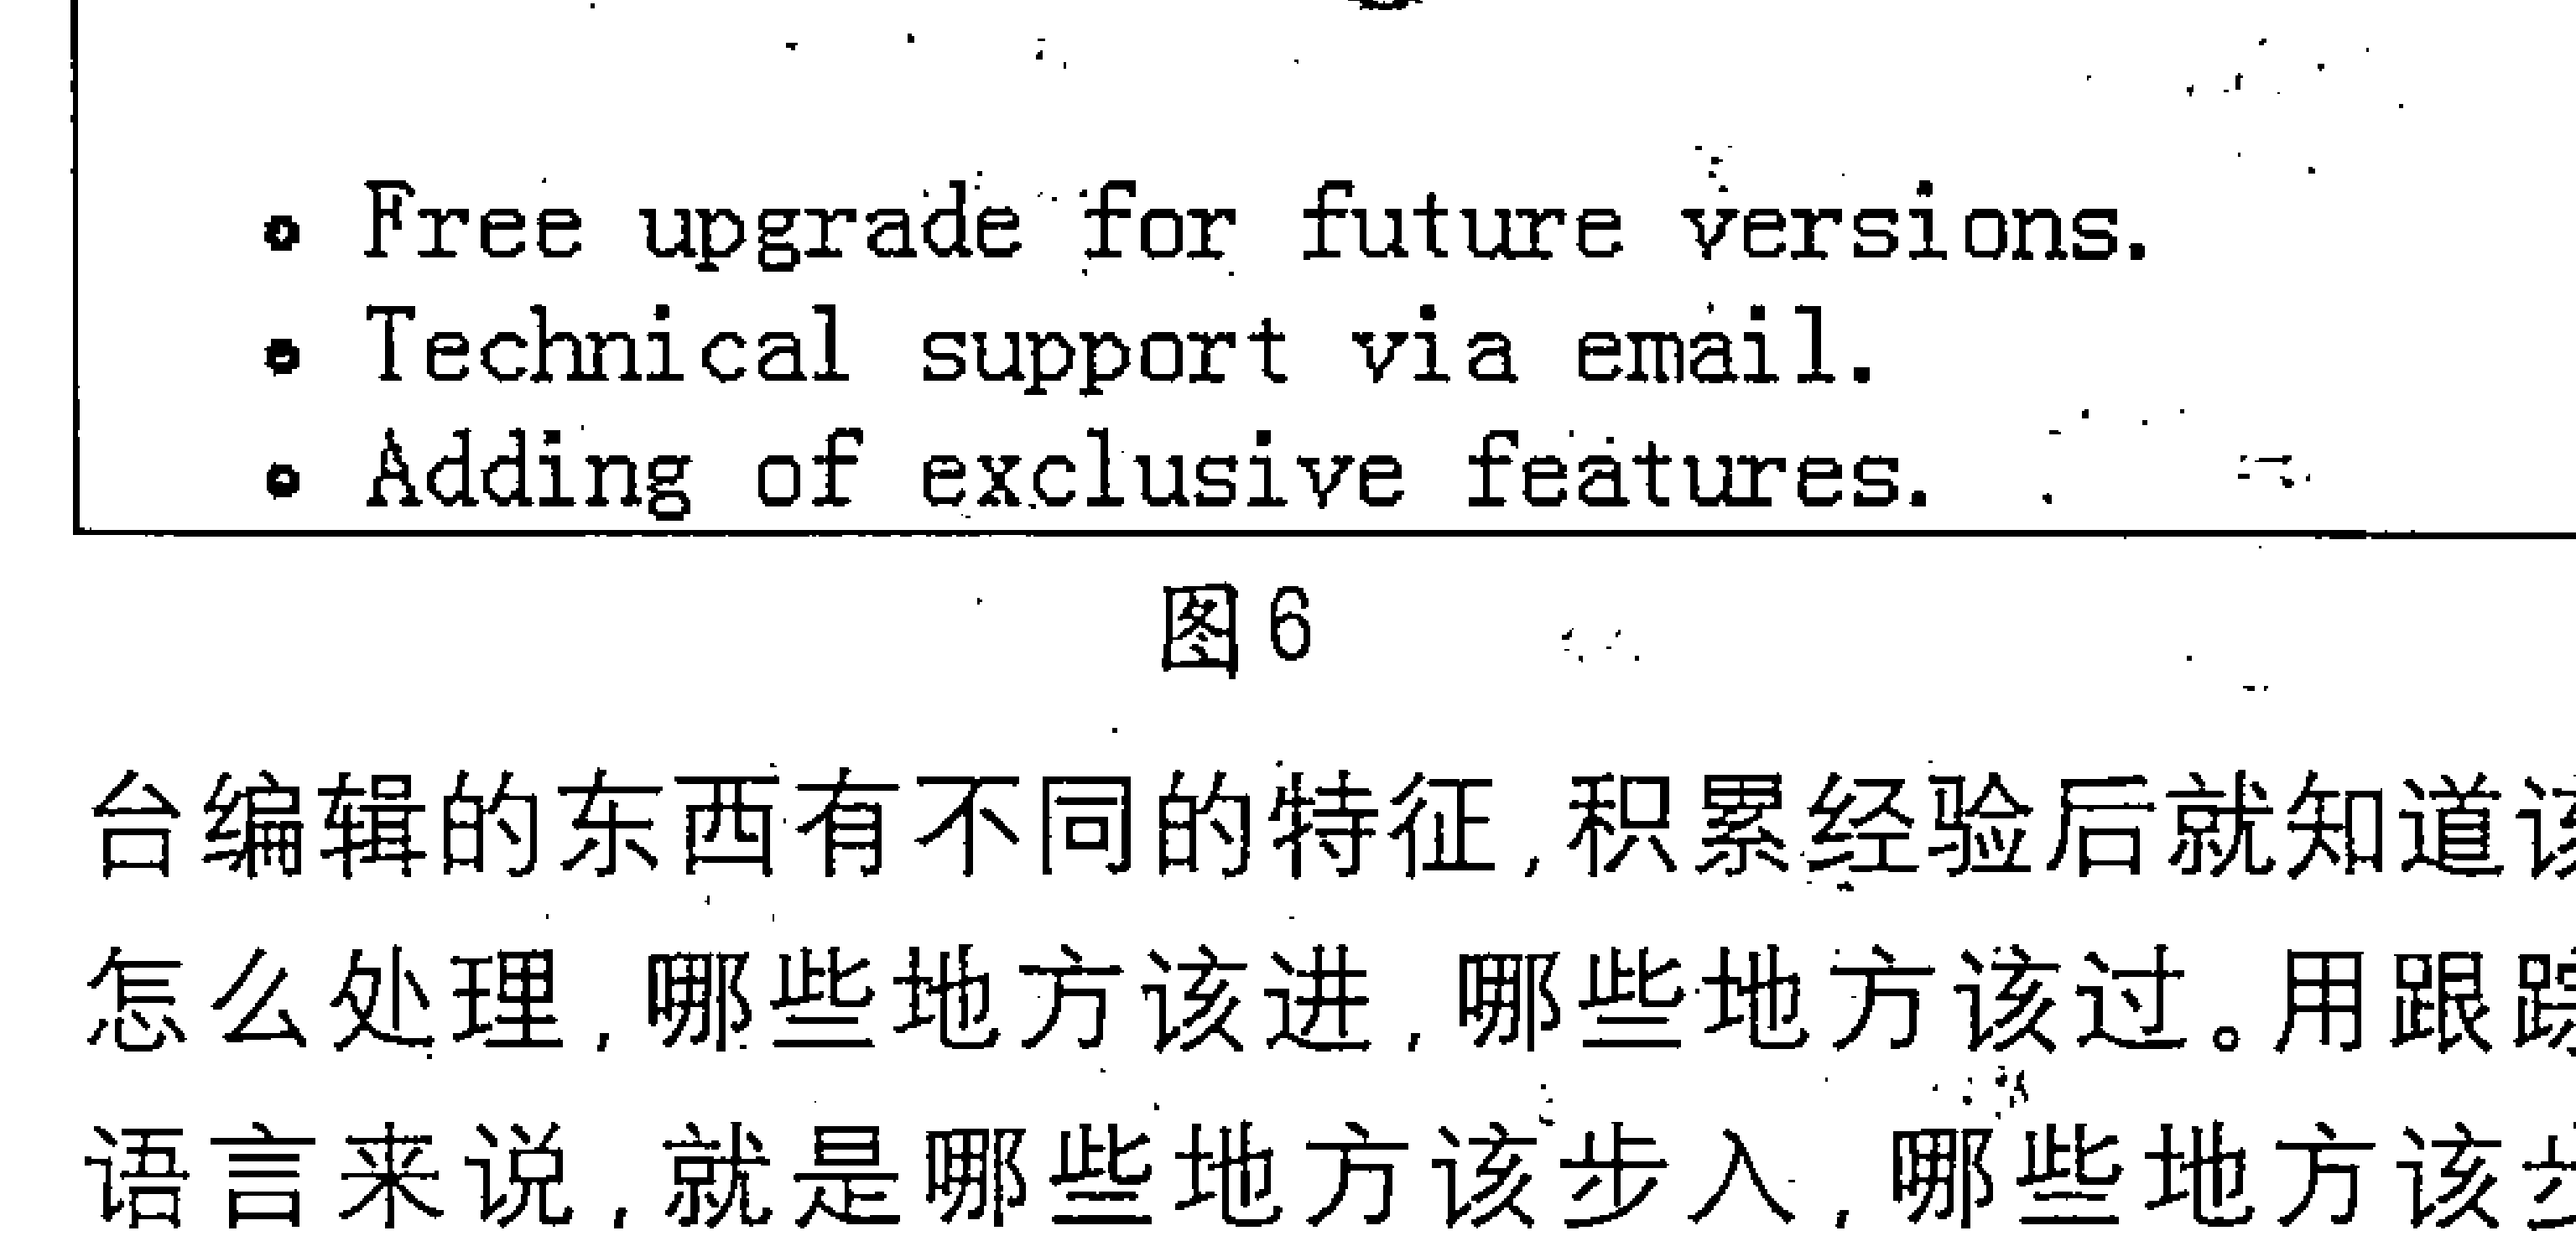 • Free upgrade for future versions.
• Technical support via email.
• Adding of exclusive features.
图6
台编辑的东西有不同的特征,积累经验后就知道该
怎么处理,哪些地方该进,哪些地方该过。用跟踪
语言来说,就是哪些地方该步入,哪些地方该步